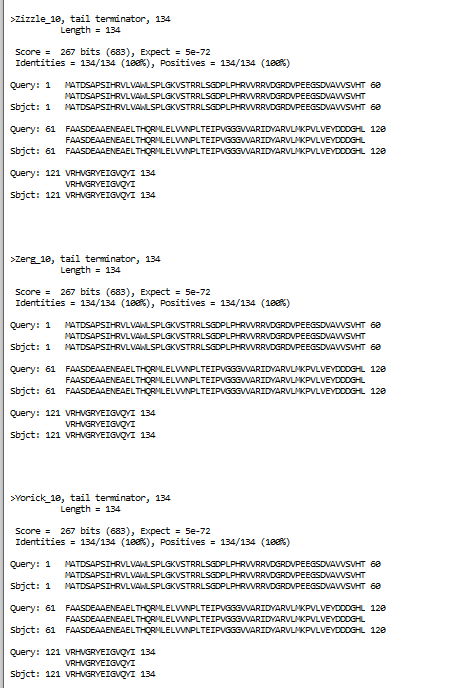 >Zizzle_10, tail terminator, 134
Length = 134
Score = 267 bits (683), Expect = 5e-72
Identities = 134/134 (100%), Positives = 134/134 (100%)
Query: 1 MATDSAPSIHRVLVAWLSPLGKVSTRRLSGDPLPHRVVRRVDGRDVPEEGSDVAVVSVHT 60
MATDSAPSIHRVLVAWLSPLGKVSTRRLSGDPLPHRVVRRVDGRDVPEEGSDVAVVSVHT
Sbjct: 1 MATDSAPSIHRVLVAWLSPLGKVSTRRLSGDPLPHRVVRRVDGRDVPEEGSDVAVVSVHT 60
Query: 61 FAASDEAAENEAELTHQRMLELVVNPLTEIPVGGGVVARIDYARVLMKPVLVEYDDDGHL 120
FAASDEAAENEAELTHQRMLELVVNPLTEIPVGGGVVARIDYARVLMKPVLVEYDDDGHL
Sbjct: 61 FAASDEAAENEAELTHQRMLELVVNPLTEIPVGGGVVARIDYARVLMKPVLVEYDDDGHL 120
Query: 121 VRHVGRYEIGVQYI 134
VRHVGRYEIGVQYI
Sbjct: 121 VRHVGRYEIGVQYI 134
>Zerg_10, tail terminator, 134
Length = 134
Score = 267 bits (683), Expect = 5e-72
Identities = 134/134 (100%), Positives = 134/134 (100%)
Query: 1 MATDSAPSIHRVLVAWLSPLGKVSTRRLSGDPLPHRVVRRVDGRDVPEEGSDVAVVSVHT 60
MATDSAPSIHRVLVAWLSPLGKVSTRRLSGDPLPHRVVRRVDGRDVPEEGSDVAVVSVHT
Sbjct: 1 MATDSAPSIHRVLVAWLSPLGKVSTRRLSGDPLPHRVVRRVDGRDVPEEGSDVAVVSVHT 60
Query: 61 FAASDEAAENEAELTHQRMLELVVNPLTEIPVGGGVVARIDYARVLMKPVLVEYDDDGHL 120
FAASDEAAENEAELTHQRMLELVVNPLTEIPVGGGVVARIDYARVLMKPVLVEYDDDGHL
Sbjct: 61 FAASDEAAENEAELTHQRMLELVVNPLTEIPVGGGVVARIDYARVLMKPVLVEYDDDGHL 120
Query: 121 VRHVGRYEIGVQYI 134
VRHVGRYEIGVQYI
Sbjct: 121 VRHVGRYEIGVQYI 134
>Yorick_10, tail terminator, 134
Length = 134
Score = 267 bits (683), Expect = 5e-72
Identities = 134/134 (100%), Positives = 134/134 (100%)
Query: 1 MATDSAPSIHRVLVAWLSPLGKVSTRRLSGDPLPHRVVRRVDGRDVPEEGSDVAVVSVHT 60
MATDSAPSIHRVLVAWLSPLGKVSTRRLSGDPLPHRVVRRVDGRDVPEEGSDVAVVSVHT
Sbjct: 1 MATDSAPSIHRVLVAWLSPLGKVSTRRLSGDPLPHRVVRRVDGRDVPEEGSDVAVVSVHT 60
Query: 61 FAASDEAAENEAELTHQRMLELVVNPLTEIPVGGGVVARIDYARVLMKPVLVEYDDDGHL 120
FAASDEAAENEAELTHQRMLELVVNPLTEIPVGGGVVARIDYARVLMKPVLVEYDDDGHL
Sbjct: 61 FAASDEAAENEAELTHQRMLELVVNPLTEIPVGGGVVARIDYARVLMKPVLVEYDDDGHL 120
Query: 121 VRHVGRYEIGVQYI 134
VRHVGRYEIGVQYI
Sbjct: 121 VRHVGRYEIGVQYI 134